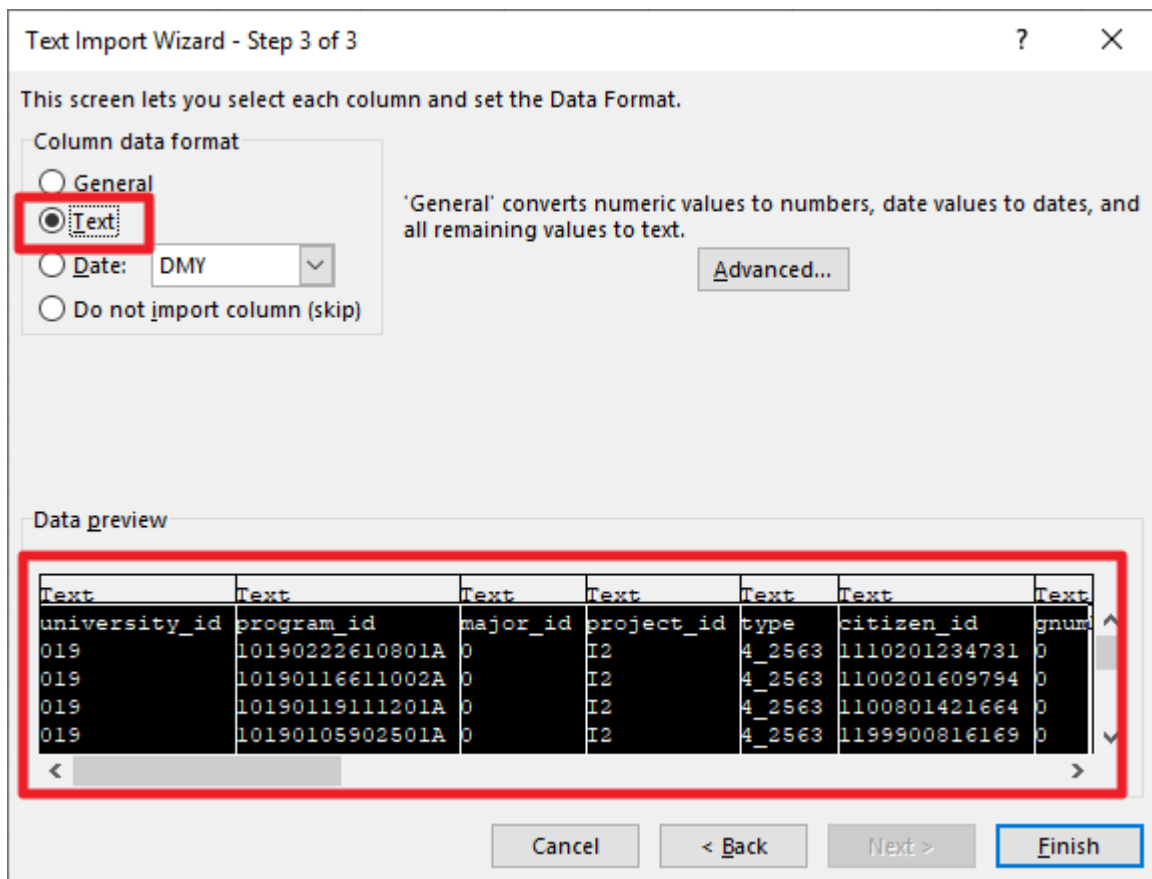 Text Import Wizard - Step 3 of 3 ?
This screen lets you select each column and set the Data Format.
Column data format
General
Text
Date: DMY
Do not import column (skip)
'General' converts numeric values to numbers, date values to dates, and
all remaining values to text.
Advanced...
Data preview
Text Text Text Text Text Text Text
university_id program_id major_id project_id type citizen_id gnum
019 10190222610801A 0 I2 4_2563 1110201234731 0
019 10190116611002A 0 I2 4_2563 1100201609794 0
019 10190119111201A 0 I2 4_2563 1100801421664 0
019 10190105902501A 0 I2 4_2563 1199900816169 0
Cancel < Back Next > Finish